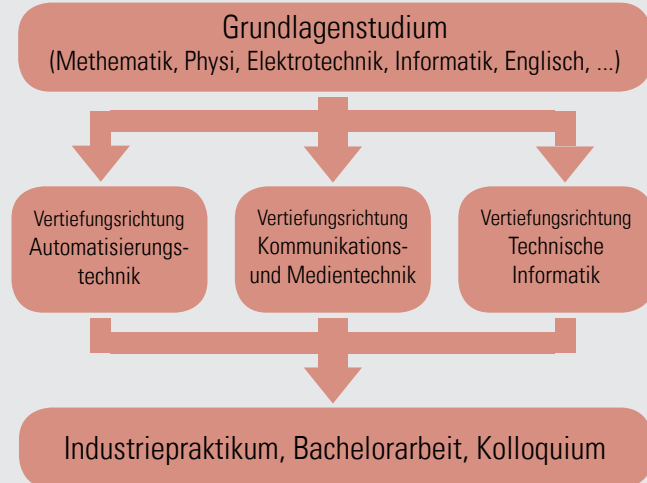 Grundlagenstudium
(Methematik, Physi, Elektrotechnik, Informatik, Englisch, ...)
Vertiefungsrichtung
Automatisierungs-
technik
Vertiefungsrichtung
Kommunikations-
und Medientechnik
Vertiefungsrichtung
Technische
Informatik
Industriepraktikum, Bachelorarbeit, Kolloquium